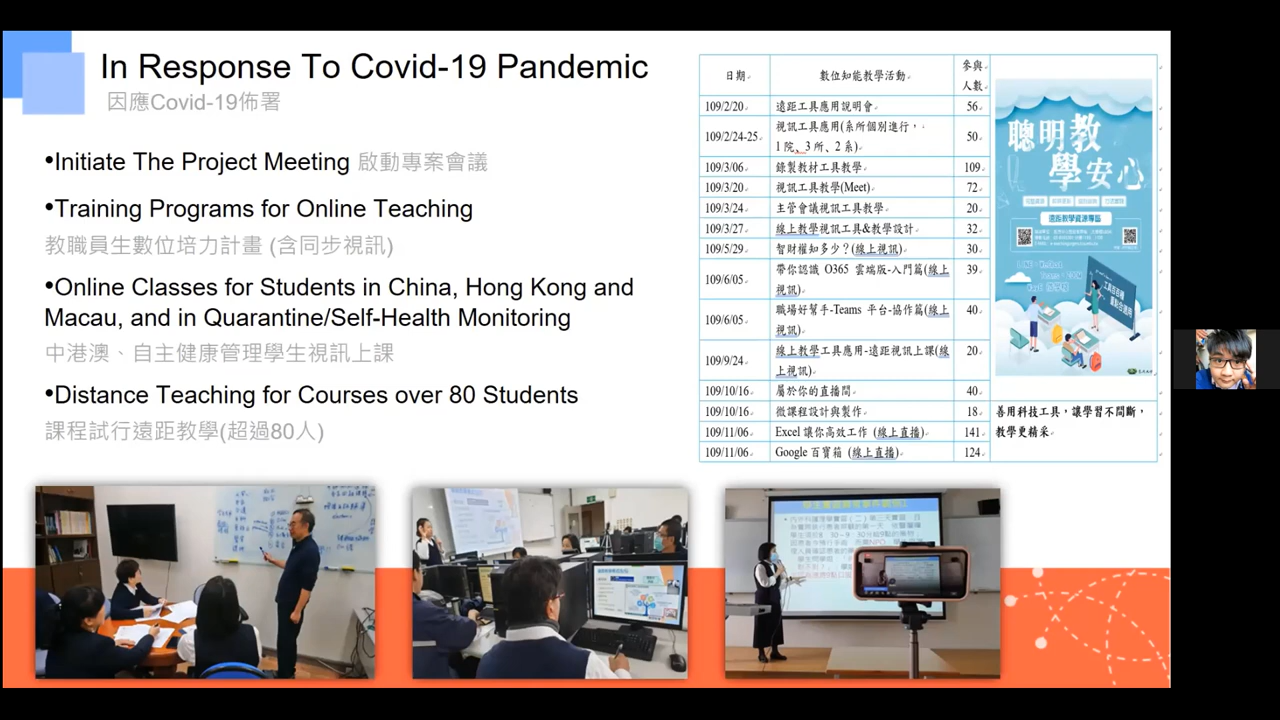 In Response To Covid-19 Pandemic
因應Covid-19佈署
•Initiate The Project Meeting 啟動專案會議
•Training Programs for Online Teaching
教職員生數位培力計畫 (含同步視訊)
•Online Classes for Students in China, Hong Kong and
Macau, and in Quarantine/Self-Health Monitoring
中港澳、自主健康管理學生視訊上課
•Distance Teaching for Courses over 80 Students
課程試行遠距教學(超過80人)
日期 數位知能教學活動 參與
人數
109/2/20 遠距工具應用說明會 56
109/2/24-25 視訊工具應用(系所個別進行，
1 院、3 所、2 系) 50
109/3/06 錄製教材工具教學 109
109/3/20 視訊工具教學(Meet) 72
109/3/24 主管會議視訊工具教學 20
109/3/27 線上教學視訊工具&教學設計 32
109/5/29 智財權知多少？(線上視訊) 30
109/6/05 帶你認識 O365 雲端版-入門篇(線上
視訊) 39
109/6/05 職場好幫手-Teams 平台-協作篇(線上
視訊) 40
109/9/24 線上教學工具應用-遠距視訊上課(線
上視訊) 20
109/10/16 屬於你的直播間 40
109/10/16 微課程設計與製作 18
109/11/06 Excel 讓你高效工作 (線上直播) 141
109/11/06 Google 百寶箱 (線上直播) 124
聰明教
學安心
遠距教學資源專區
善用科技工具，讓學習不間斷，
教學更精采